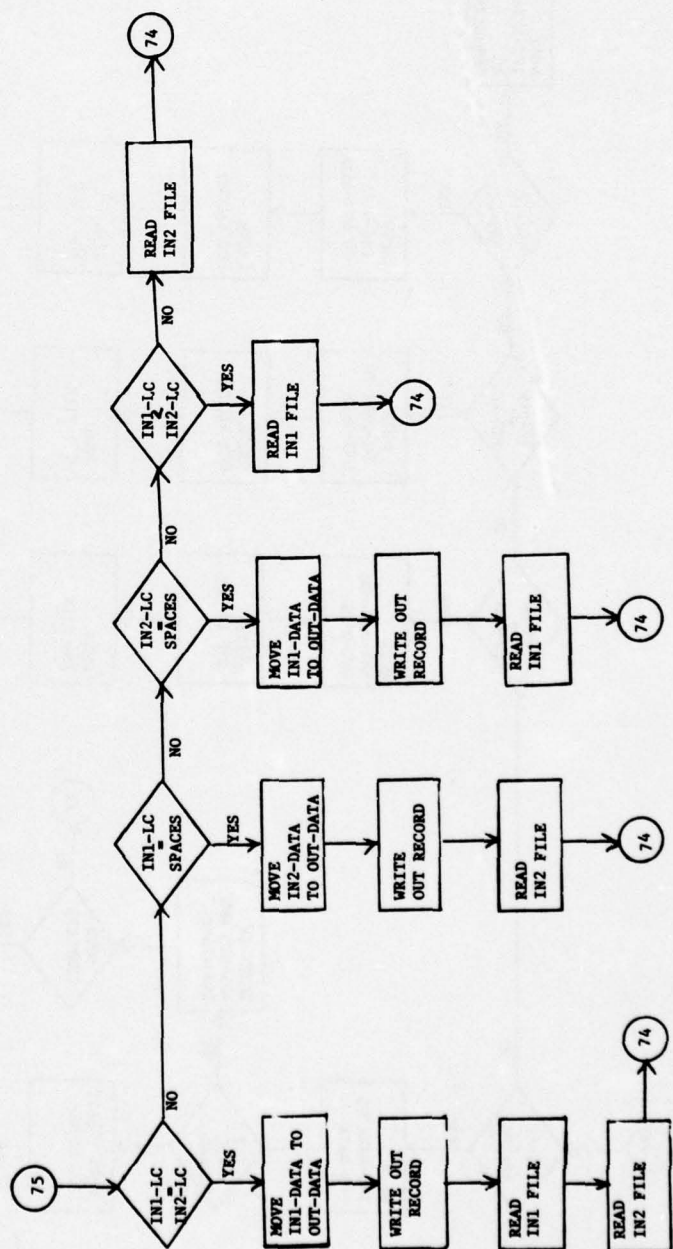 75
IN1-LC
=
IN2-LC
NO
YES
MOVE
IN1-DATA TO
OUT-DATA
WRITE OUT
RECORD
READ
IN1 FILE
READ
IN2 FILE
74
IN1-LC
=
SPACES
NO
YES
MOVE
IN2-DATA
TO OUT-DATA
WRITE
OUT RECORD
READ
IN2 FILE
74
IN2-LC
=
SPACES
NO
YES
MOVE
IN1-DATA
TO OUT-DATA
WRITE OUT
RECORD
READ
IN1 FILE
74
IN1-LC
IN2-LC
NO
YES
READ
IN1 FILE
74
READ
IN2 FILE
74